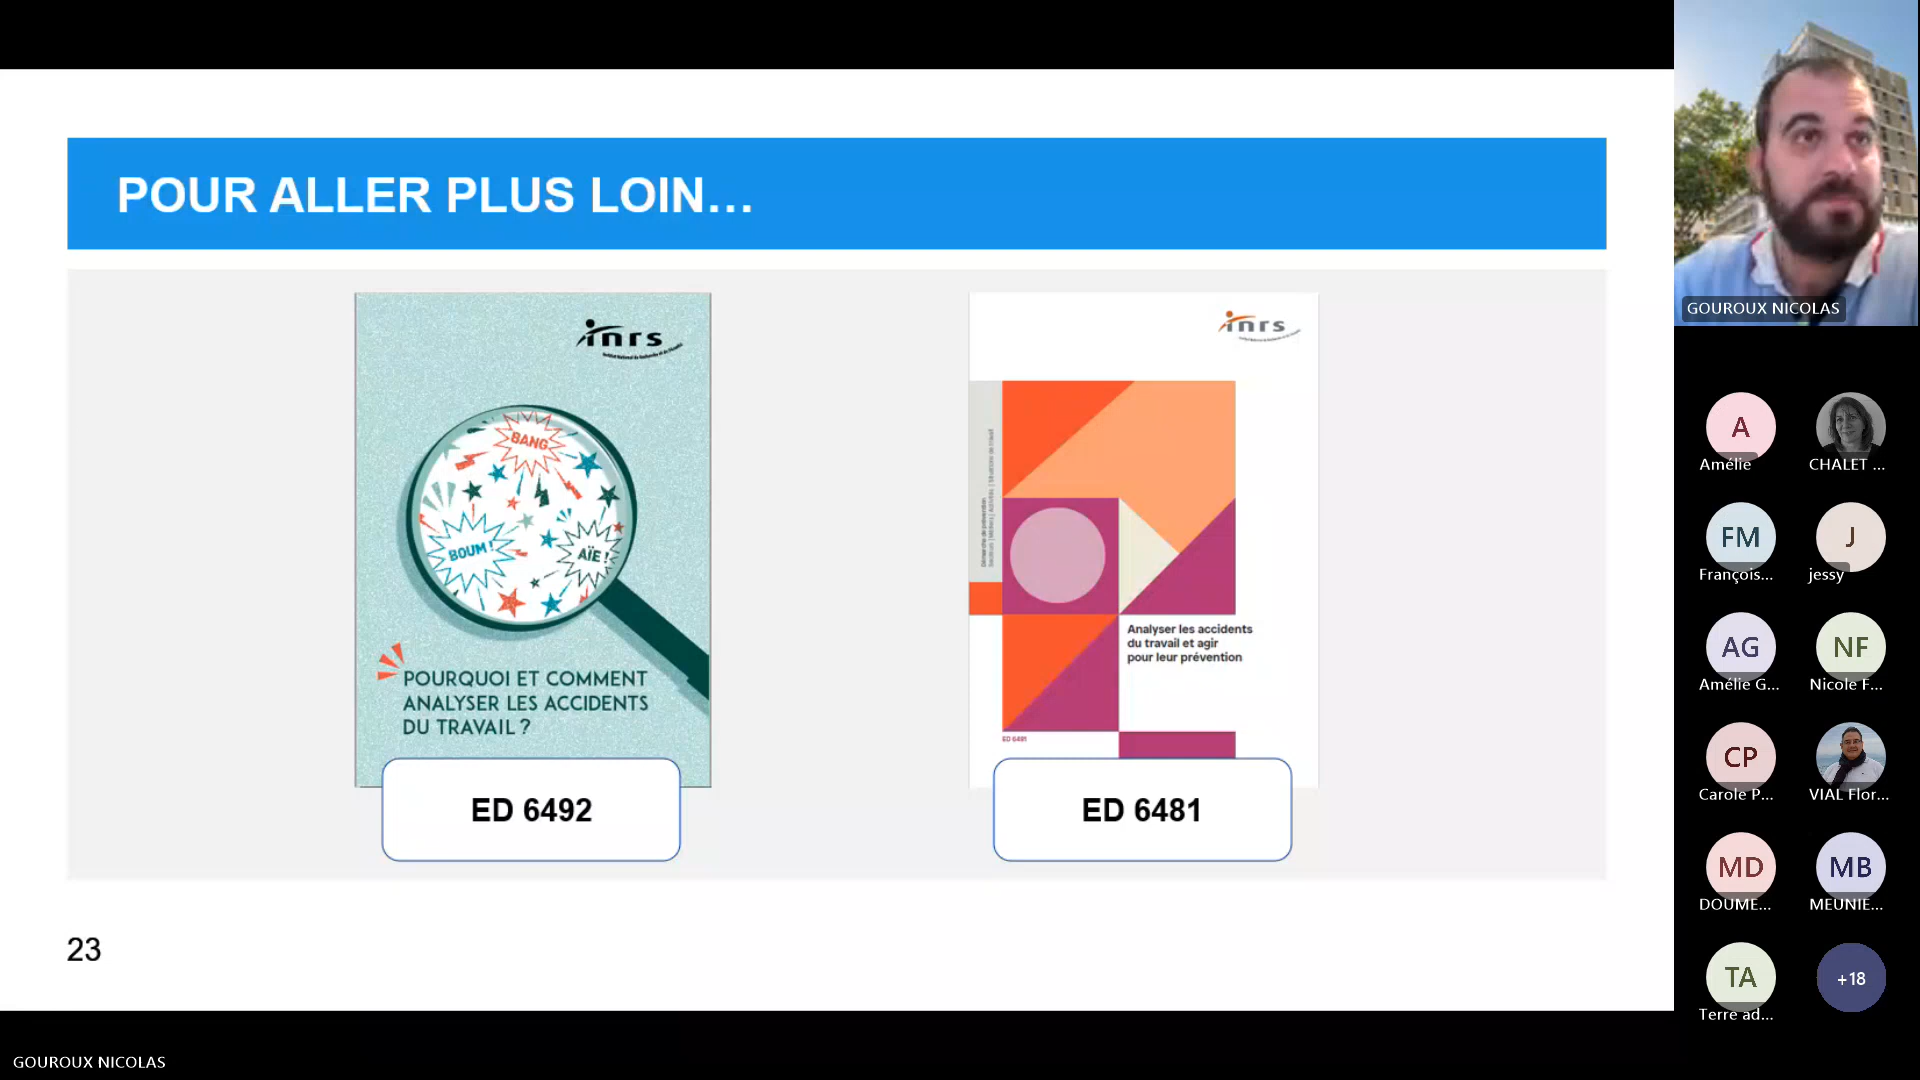 POUR ALLER PLUS LOIN...
inrs
BANG
BOUM !
AÏE !
POURQUOI ET COMMENT
ANALYSER LES ACCIDENTS
DU TRAVAIL ?
ED 6492
inrs
Analyser les accidents
du travail et agir
pour leur prévention
ED 6481
ED 6481
23
GOUROUX NICOLAS
Amélie
CHALET ...
A
FM
François...
J
jessy
AG
Amélie G...
NF
Nicole F...
CP
Carole P...
VIAL Flor...
MD
DOUME...
MB
MEUNIE...
TA
Terre ad...
+18
GOUROUX NICOLAS